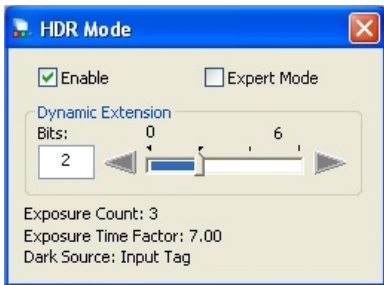 HDR Mode
Enable Expert Mode
Dynamic Extension
Bits: 0 6
2
Exposure Count: 3
Exposure Time Factor: 7.00
Dark Source: Input Tag